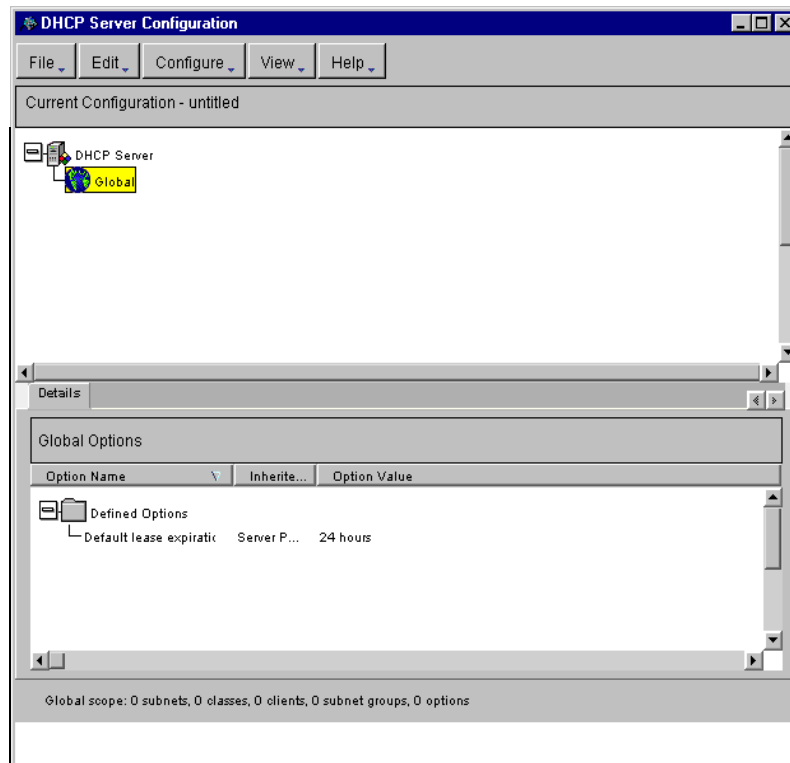 DHCP Server Configuration
File Edit Configure View Help
Current Configuration - untitled
DHCP Server
Global
Details
Global Options
Option Name Inherite... Option Value
Defined Options
Default lease expiratic Server P... 24 hours
Global scope: 0 subnets, 0 classes, 0 clients, 0 subnet groups, 0 options